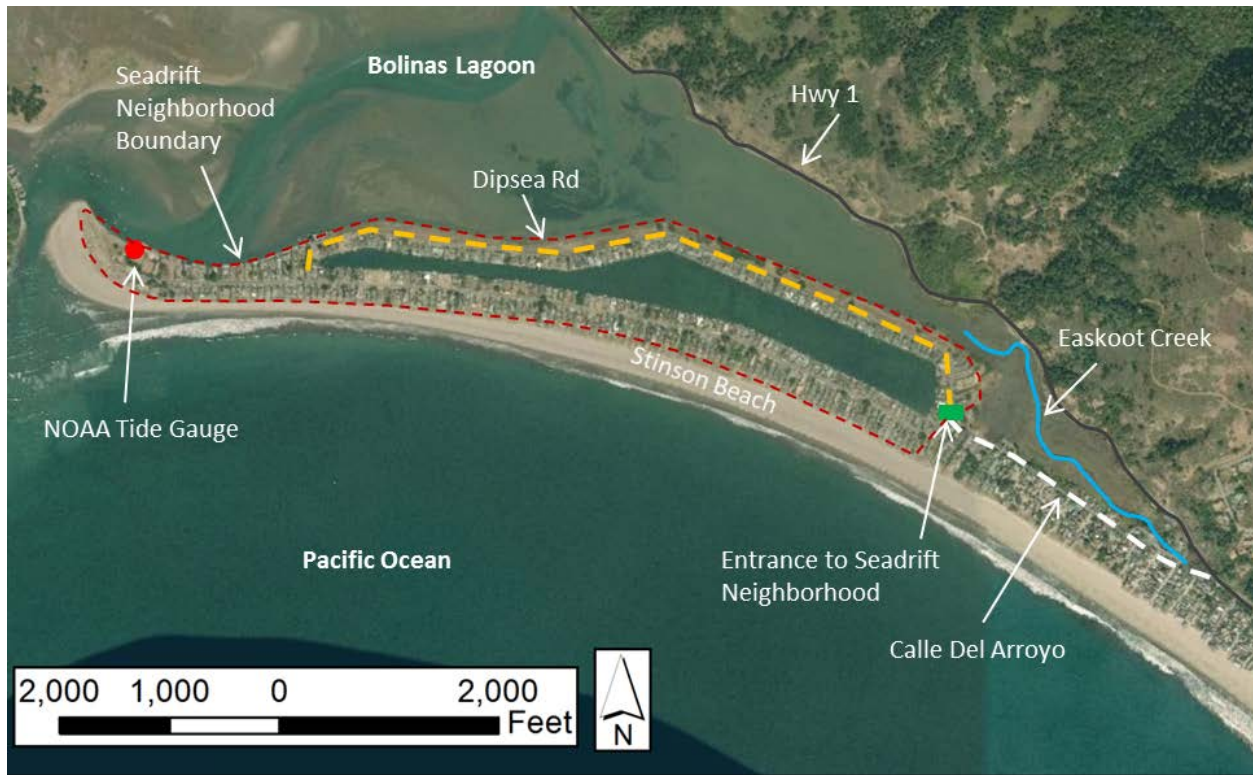 Bolinas Lagoon
Seadrift
Neighborhood
Boundary
Hwy 1
Dipsea Rd
Easkoot Creek
Stinson Beach
NOAA Tide Gauge
Pacific Ocean
Entrance to Seadrift
Neighborhood
Calle Del Arroyo
2,000 1,000 0 2,000
Feet
N